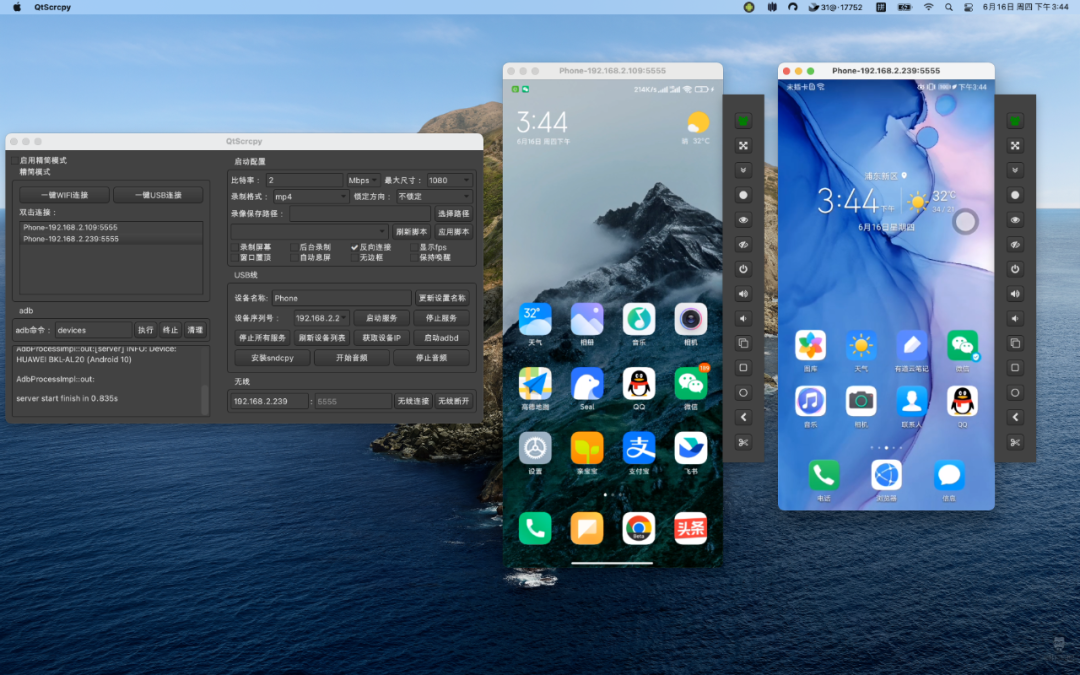 QtScrcpy
31@·17752
拼
6月16日 周四 下午3:44
QtScrcpy
启用精简模式
精简模式
一键WIFI连接
一键USB连接
双击连接：
Phone-192.168.2.109:5555
Phone-192.168.2.239:5555
adb
adb命令：
devices
执行
终止
清理
AdbProcessImpl::out:[server] INFO: Device:
HUAWEI BKL-AL20 (Android 10)
AdbProcessImpl::out:
server start finish in 0.835s
启动配置
比特率：
2
Mbps
最大尺寸：
1080
录制格式：
mp4
锁定方向：
不锁定
录像保存路径：
选择路径
刷新脚本
应用脚本
录制屏幕
后台录制
反向连接
显示fps
窗口置顶
自动息屏
无边框
保持唤醒
USB线
设备名称:
Phone
更新设置名称
设备序列号：
192.168.2.2
启动服务
停止服务
停止所有服务
刷新设备列表
获取设备IP
启动adbd
安装sndcpy
开始音频
停止音频
无线
192.168.2.239
:
5555
无线连接
无线断开
Phone-192.168.2.109:5555
3:44
6月16日 周四下午
32°C
32°
天气
相册
音乐
相机
高德地图
Seal
QQ
微信
设置
亲宝宝
支付宝
飞书
Beta
头条
Phone-192.168.2.239:5555
未插卡
下午3:44
浦东新区
3:44
下午
32℃
6月16日星期四
图库
天气
有道云笔记
微信
音乐
相机
联系人
QQ
电话
浏览器
信息